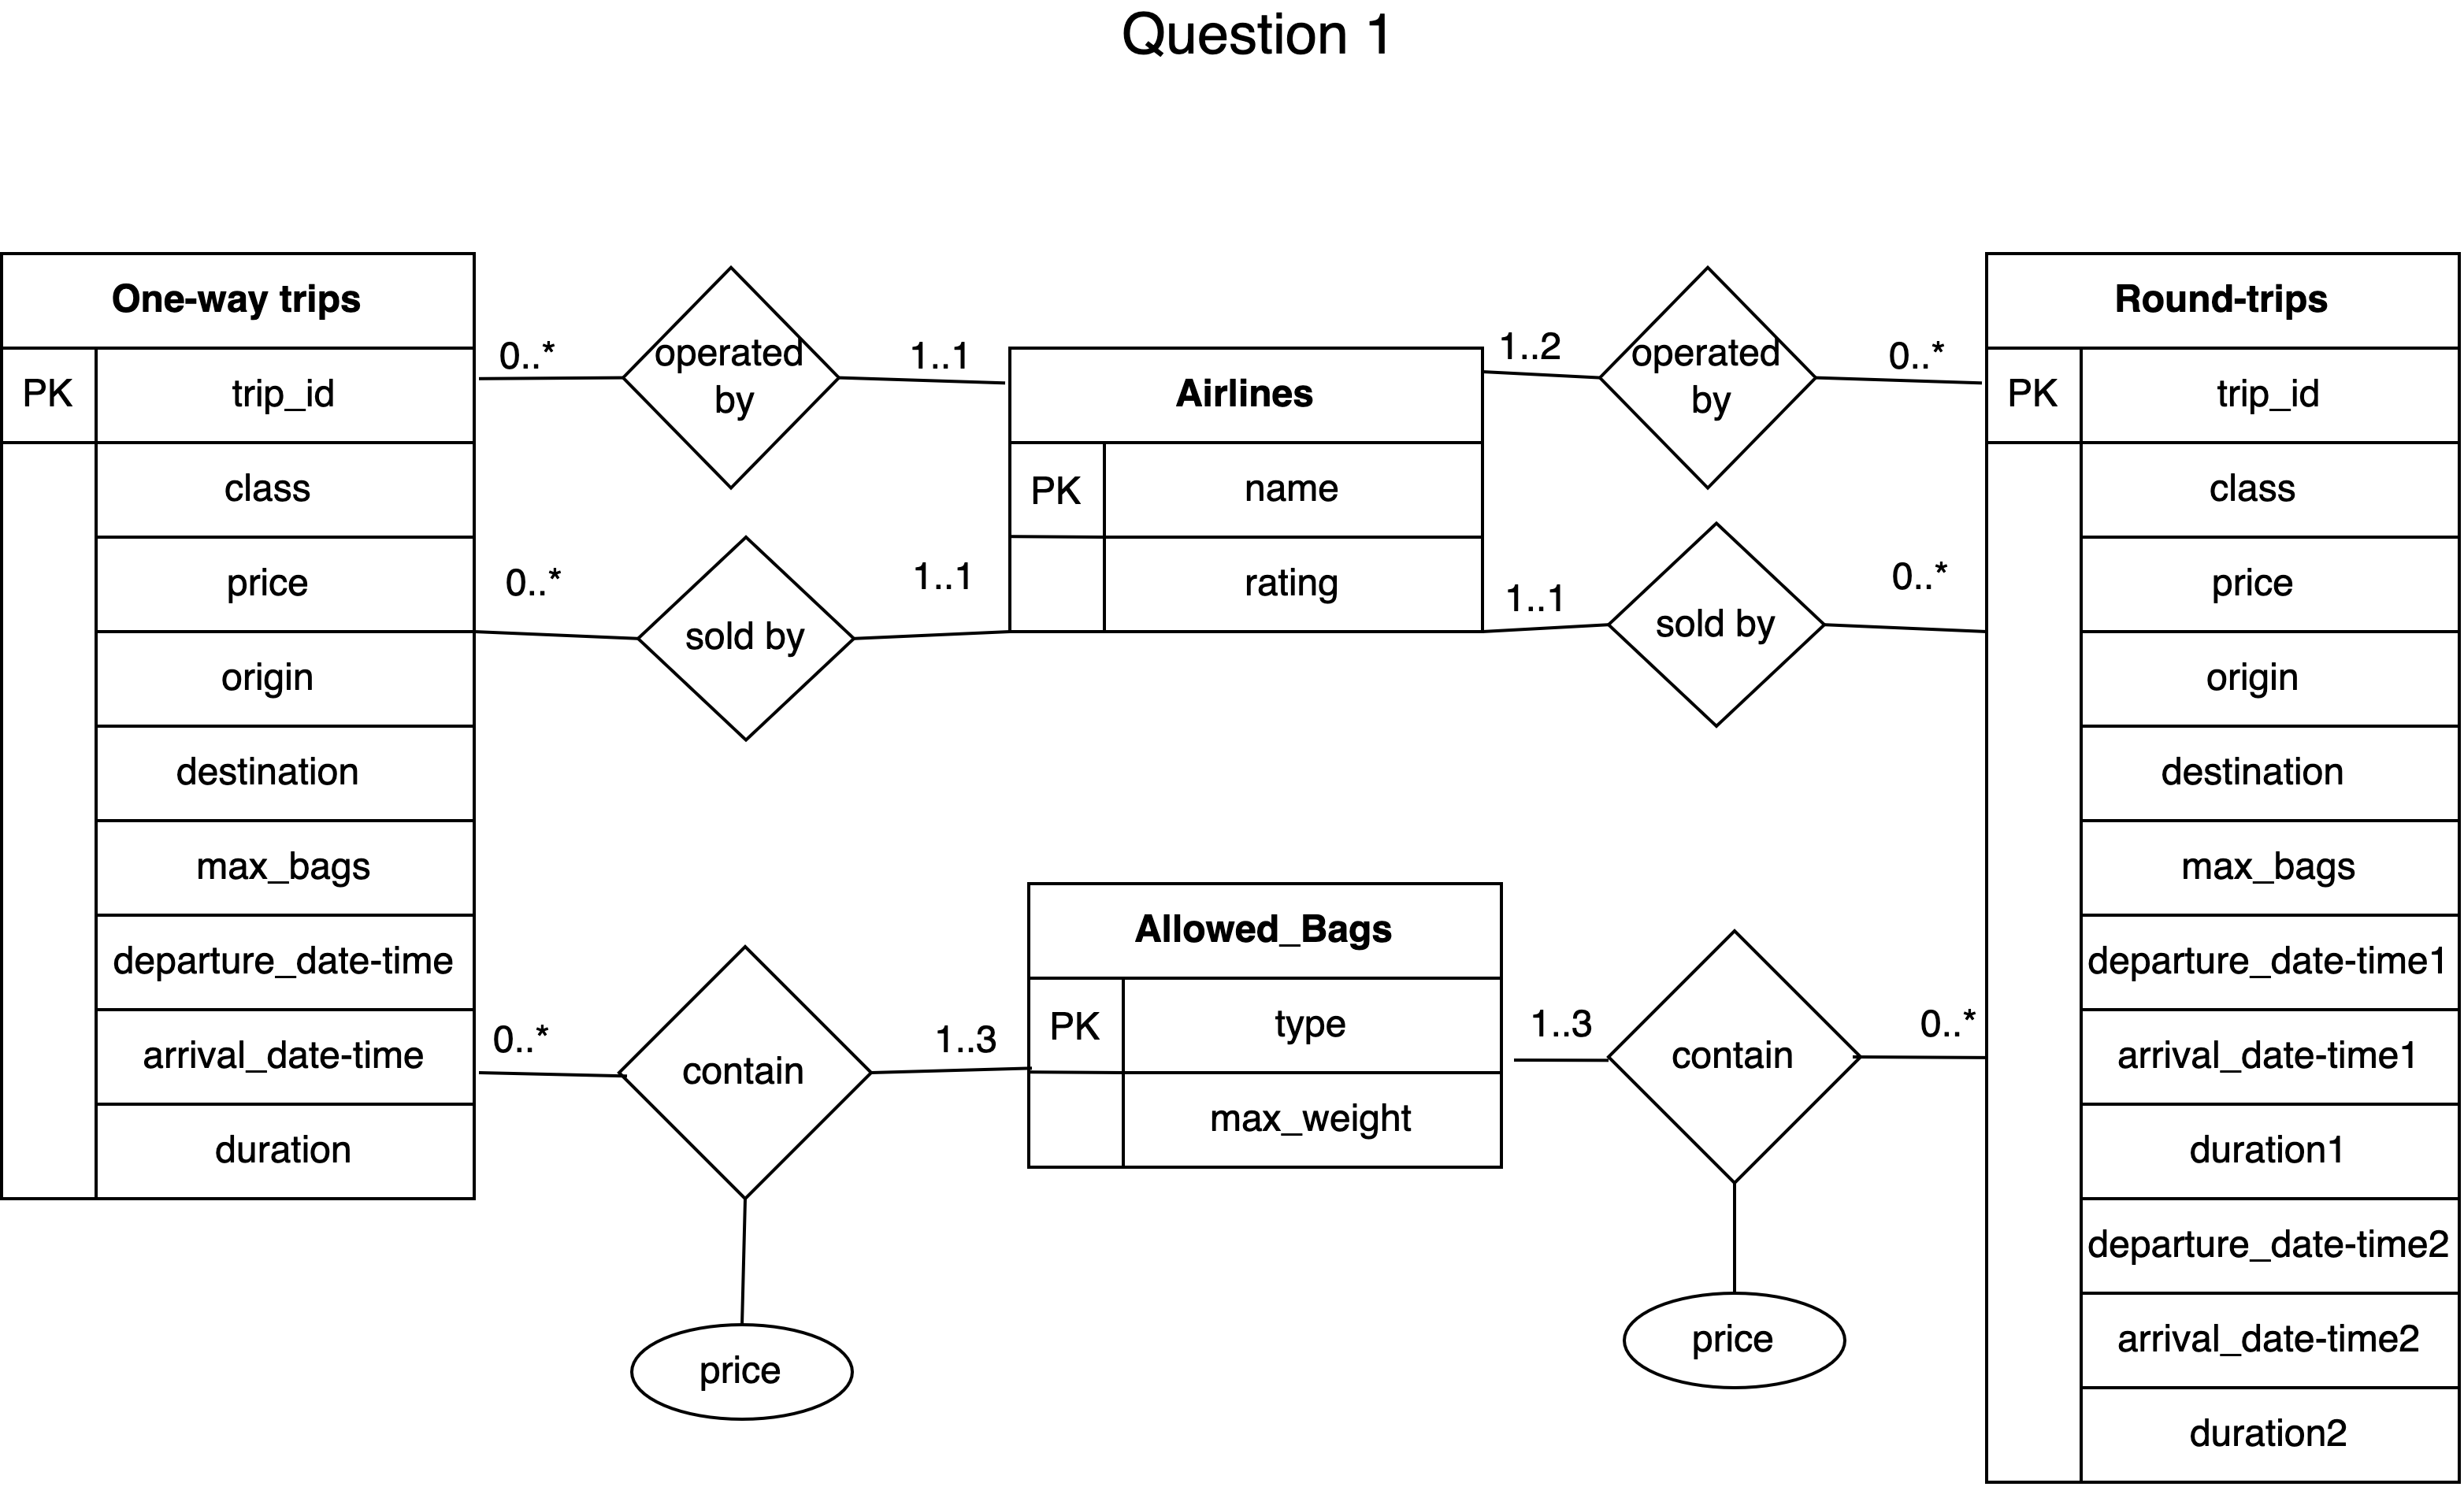 Question 1
One-way trips
PK
trip_id
class
price
origin
destination
max_bags
departure_date-time
arrival_date-time
duration
0..*
operated
by
1..1
0..*
sold by
1..1
Airlines
PK
name
rating
1..2
operated
by
0..*
1..1
sold by
0..*
0..*
contain
1..3
price
Allowed_Bags
PK
type
max_weight
1..3
contain
0..*
price
Round-trips
PK
trip_id
class
price
origin
destination
max_bags
departure_date-time1
arrival_date-time1
duration1
departure_date-time2
arrival_date-time2
duration2